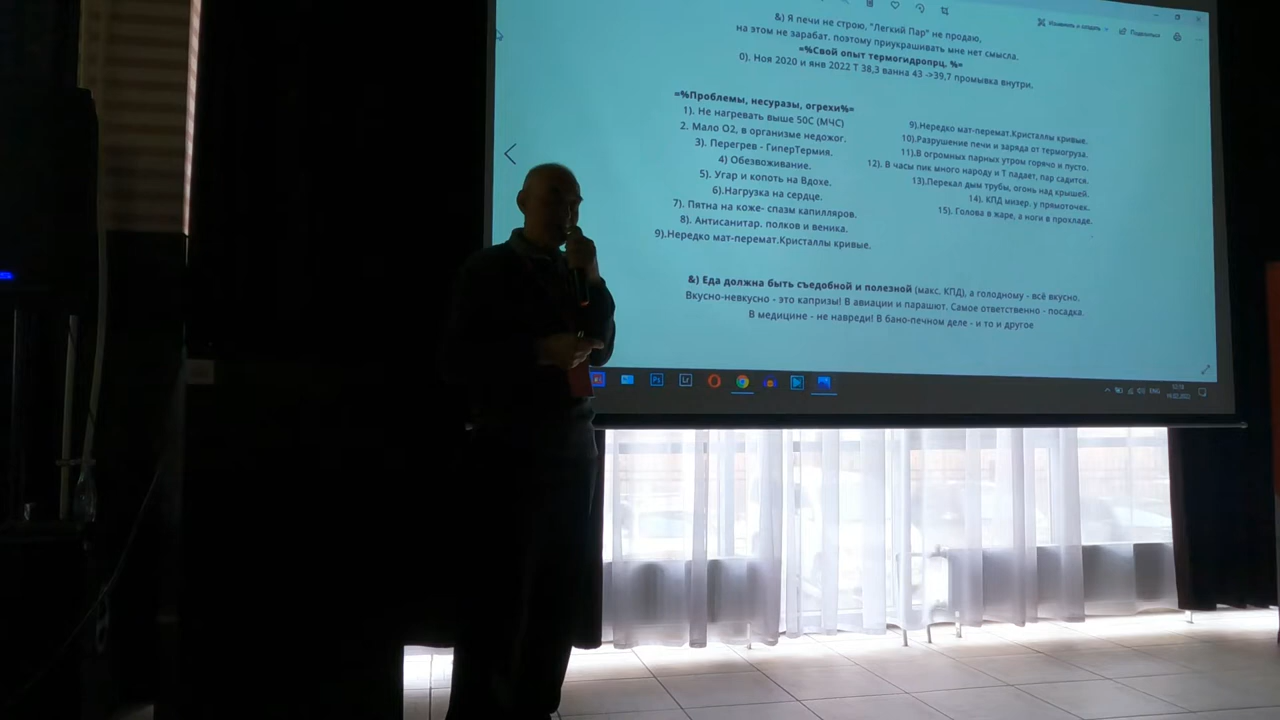 Изменить и создать
Поделиться
&) Я печи не строю, "Легкий Пар" не продаю,
на этом не зарабат. поэтому приукрашивать мне нет смысла.
=%Свой опыт термогидропрц. %=
0). Ноя 2020 и янв 2022 Т 38,3 ванна 43 ->39,7 промывка внутри.
=%Проблемы, несуразы, огрехи%=
1). Не нагревать выше 50С (МЧС)
2. Мало О2, в организме недожог.
3). Перегрев - ГиперТермия.
4) Обезвоживание.
5). Угар и копоть на Вдохе.
6).Нагрузка на сердце.
7). Пятна на коже- спазм капилляров.
8). Антисанитар. полков и веника.
9).Нередко мат-перемат.Кристаллы кривые.
9).Нередко мат-перемат.Кристаллы кривые.
10).Разрушение печи и заряда от термогруза.
11).В огромных парных утром горячо и пусто.
12). В часы пик много народу и Т падает, пар садится.
13).Перекал дым трубы, огонь над крышей.
14). КПД мизер. у прямоточек.
15). Голова в жаре, а ноги в прохладе.
&) Еда должна быть съедобной и полезной (макс. КПД), а голодному - всё вкусно.
Вкусно-невкусно - это капризы! В авиации и парашют. Самое ответственно - посадка.
В медицине - не навреди! В бано-печном деле - и то и другое
Ps
Lr
ENG